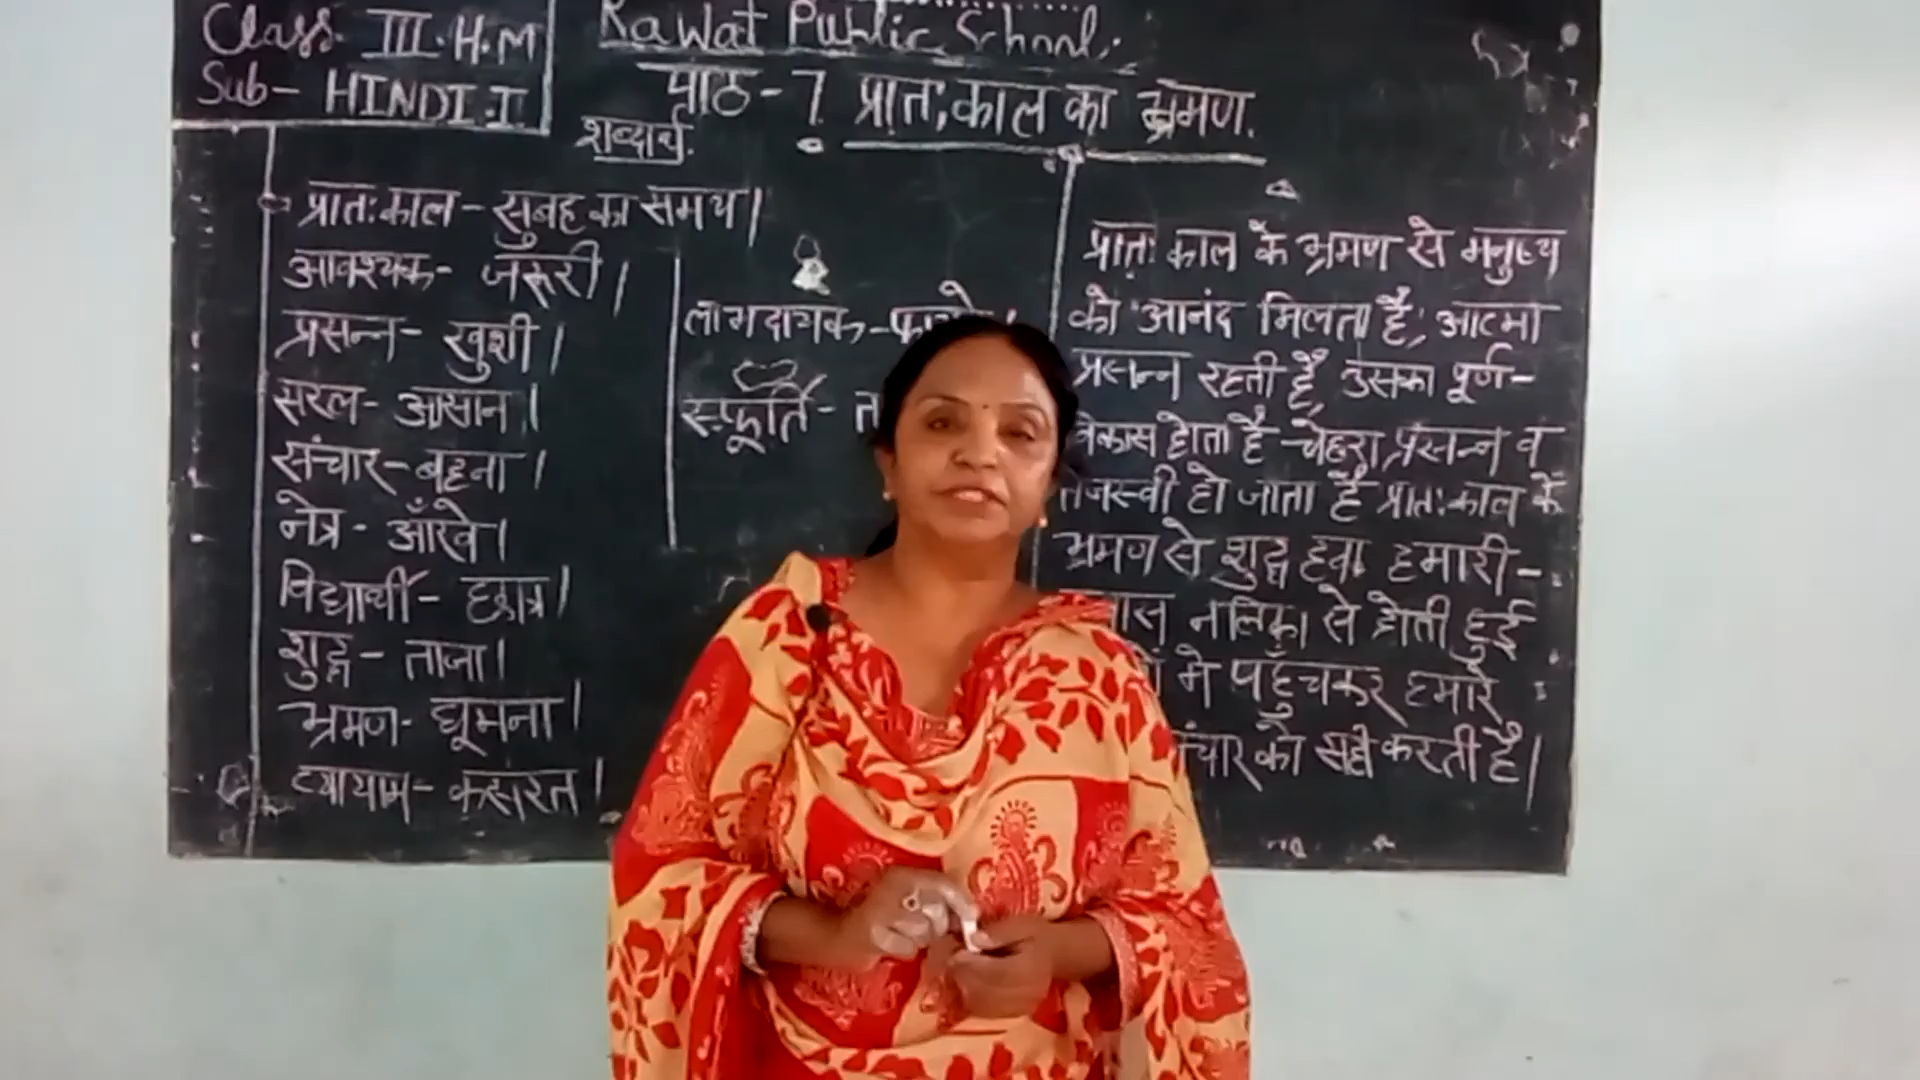 Class. III. H.M
Sub- HINDI.I
Rawat Public School.
पाठ-7 प्रात:काल का भ्रमण.
शब्दार्थ.
प्रात:काल - सुबह का समय।
आवश्यक- जरूरी।
प्रसन्न- खुशी।
सरल- आसान।
संचार- बहना।
नेत्र- आँखे।
विद्यार्थी- छात्र।
शुद्ध- ताजा।
भ्रमण- घूमना।
व्यायाम- कसरत।
लाभदायक-
स्फूर्ति-
प्रात: काल के भ्रमण से मनुष्य
को आनंद मिलता है, आत्मा
प्रसन्न रहती है, उसका पूर्ण-
विकास होता है चेहरा प्रसन्न व
तेजस्वी हो जाता है प्रात:काल के
भ्रमण से शुद्ध हवा हमारी-
नलिका से होती हुई
में पहुँचकर हमारे
को सही करती है।